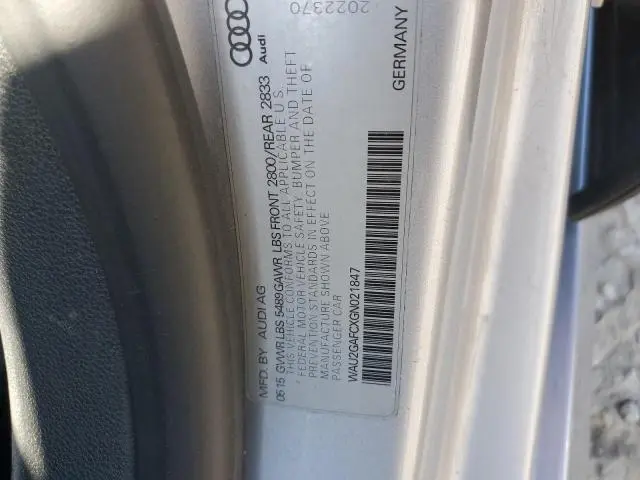 MFD. BY AUDI AG
05 15 GVWR LBS 5489 GAWR LBS FRONT 2800/REAR 2833
THIS VEHICLE CONFORMS TO ALL APPLICABLE U S.
FEDERAL MOTOR VEHICLE SAFETY, BUMPER AND THEFT
PREVENTION STANDARDS IN EFFECT ON THE DATE OF
MANUFACTURE SHOWN ABOVE
PASSENGER CAR
WAU2GAFCXGN021847
GERMANY
Audi
2022370